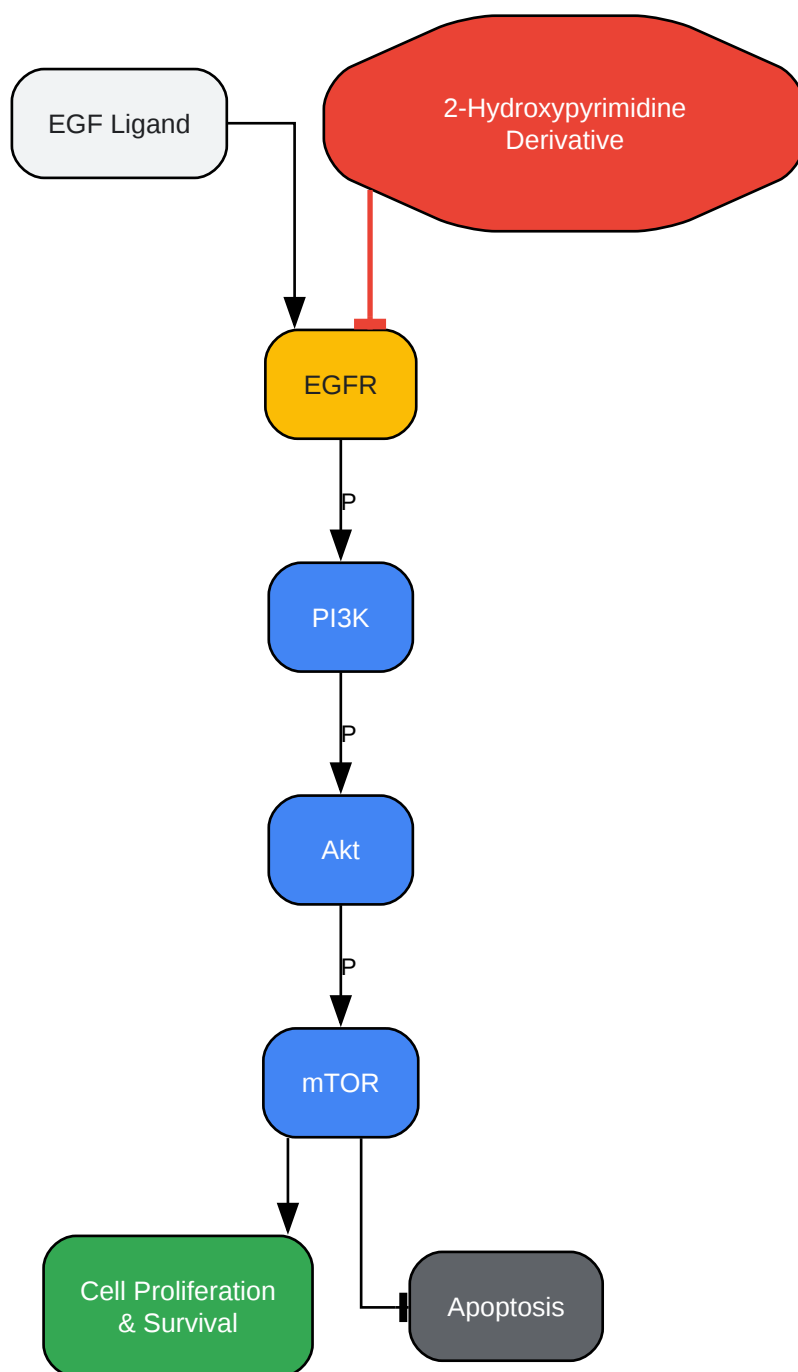 EGF Ligand
2-Hydroxypyrimidine
Derivative
EGFR
P
PI3K
P
Akt
P
mTOR
Cell Proliferation
& Survival
Apoptosis